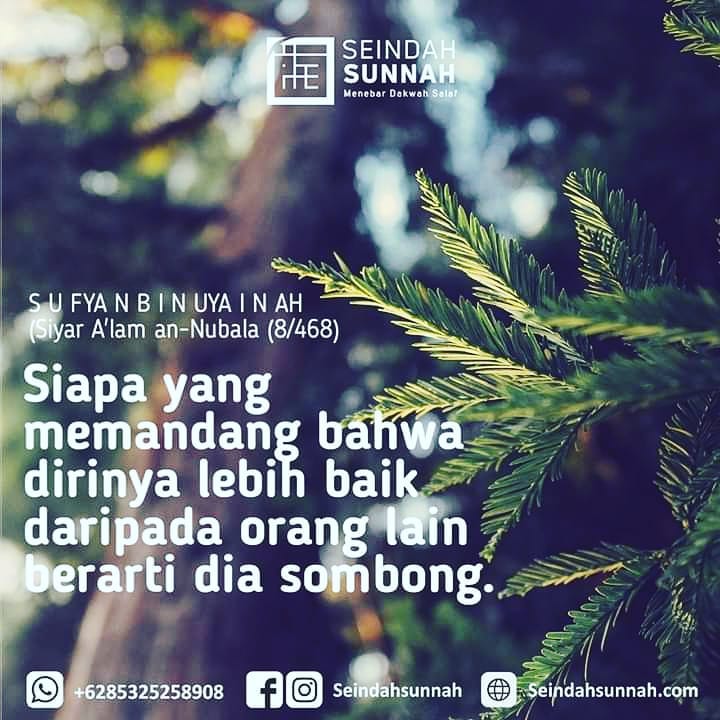 SEINDAH
SUNNAH
Menebar Dakwah Salaf
S U FYA N B I N UYA I N AH
(Siyar A'lam an-Nubala (8/468)
Siapa yang
memandang bahwa
dirinya lebih baik
daripada orang lain
berarti dia sombong.
+6285325258908 Seindahsunnah Seindahsunnah.com